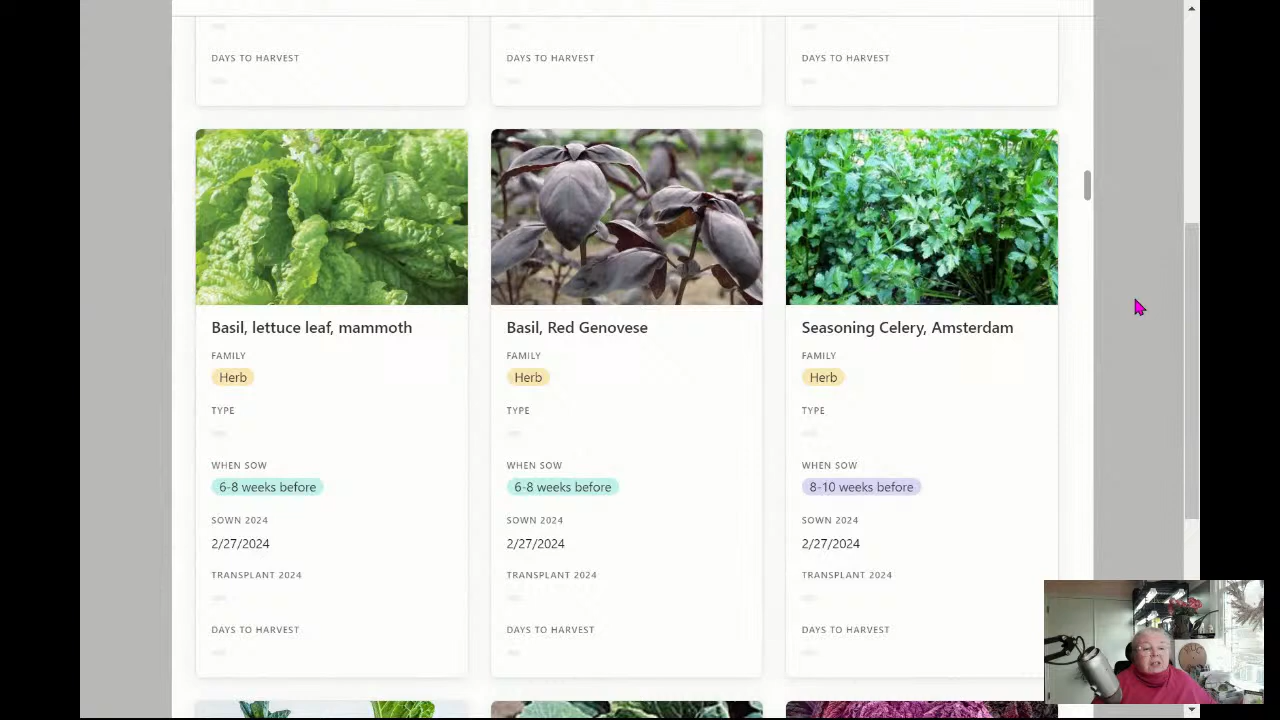 DAYS TO HARVEST
DAYS TO HARVEST
DAYS TO HARVEST
Basil, lettuce leaf, mammoth
FAMILY
Herb
TYPE
WHEN SOW
6-8 weeks before
SOWN 2024
2/27/2024
TRANSPLANT 2024
DAYS TO HARVEST
Basil, Red Genovese
FAMILY
Herb
TYPE
WHEN SOW
6-8 weeks before
SOWN 2024
2/27/2024
TRANSPLANT 2024
DAYS TO HARVEST
Seasoning Celery, Amsterdam
FAMILY
Herb
TYPE
WHEN SOW
8-10 weeks before
SOWN 2024
2/27/2024
TRANSPLANT 2024
DAYS TO HARVEST